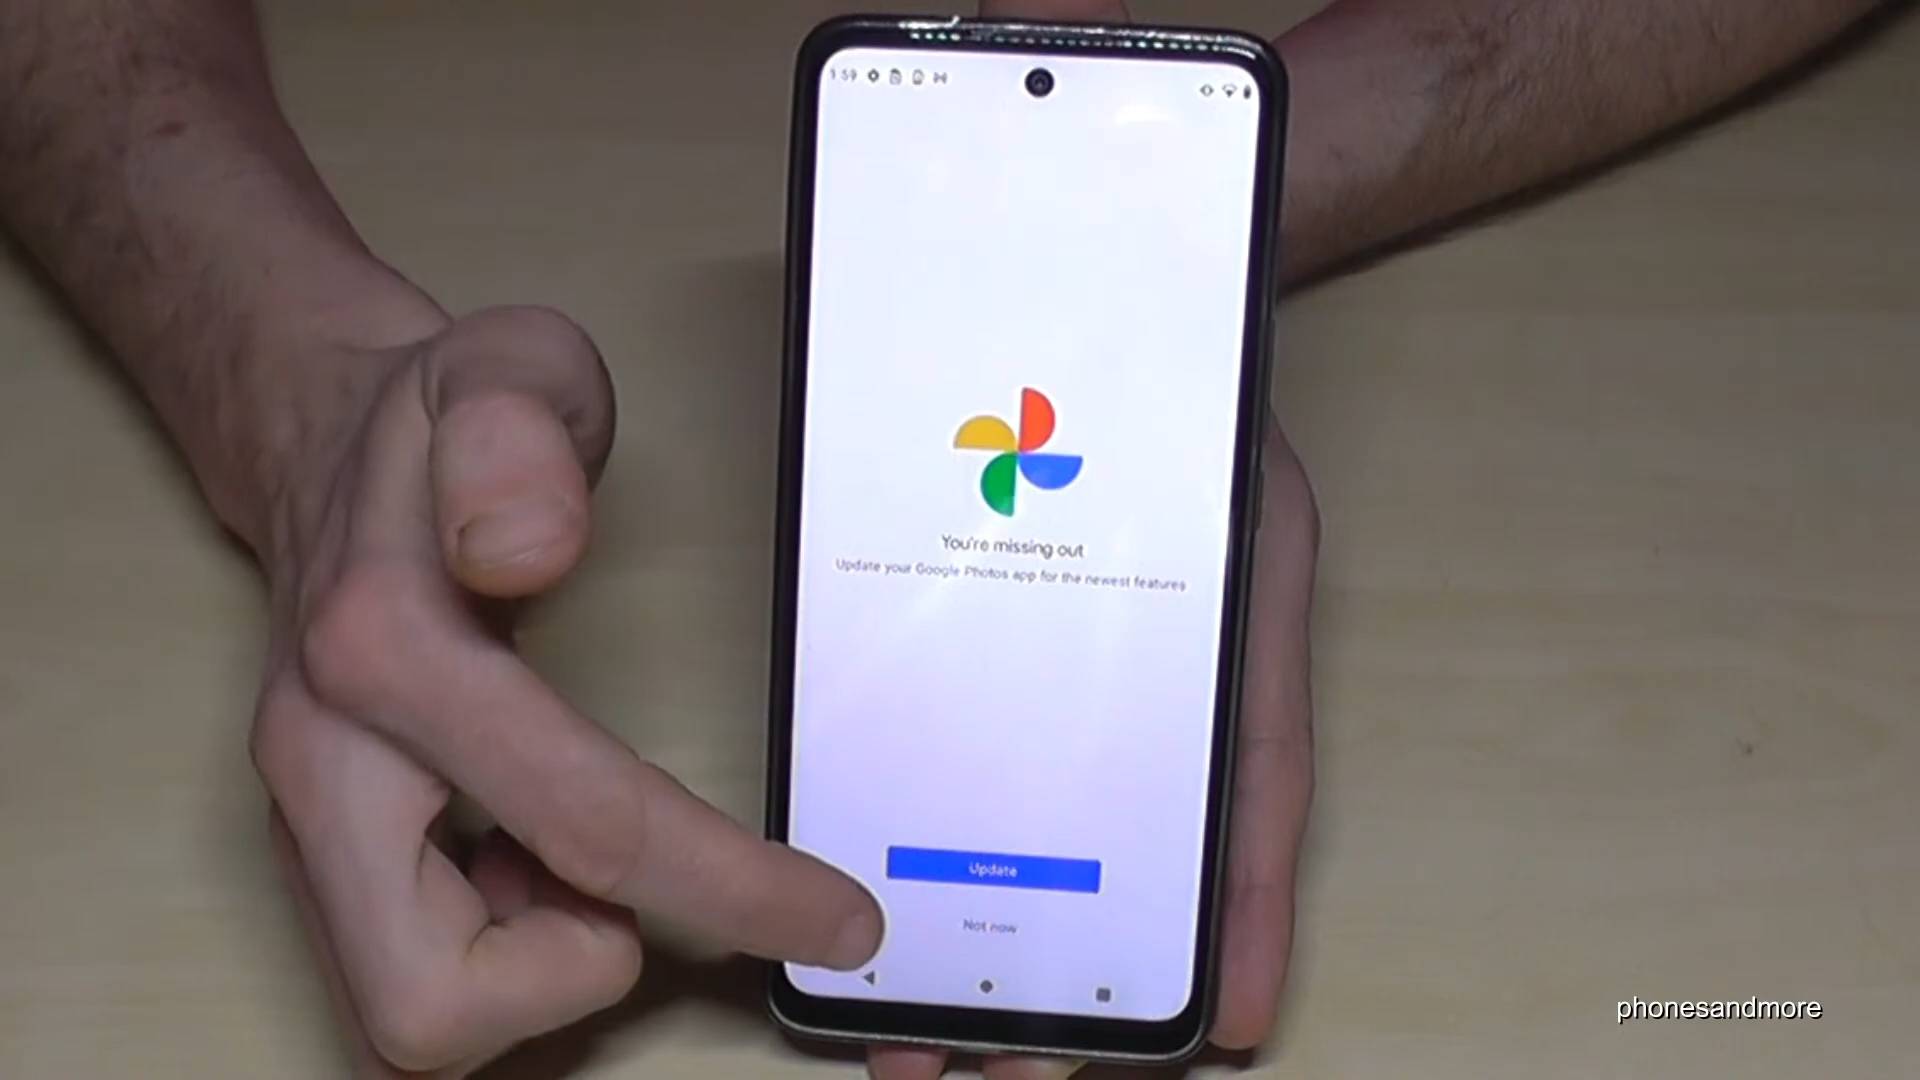 1:59
You're missing out
Update your Google Photos app for the newest features
Update
Not now
phonesandmore